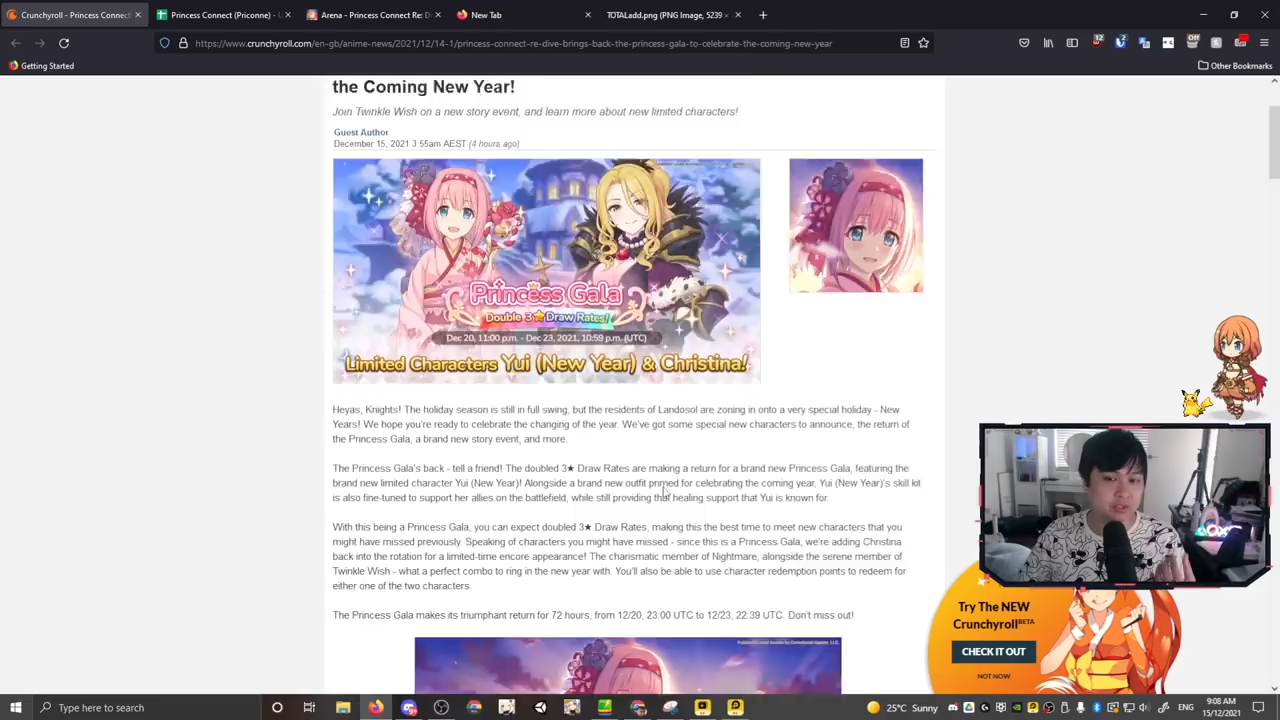 Crunchyroll - Princess Connect
Princess Connect (Priconne) - U
Arena - Princess Connect Re: D
New Tab
TOTALadd.png (PNG Image, 5239
https://www.crunchyroll.com/en-gb/anime-news/2021/12/14-1/princess-connect-re-dive-brings-back-the-princess-gala-to-celebrate-the-coming-new-year
Getting Started
Other Bookmarks
the Coming New Year!
Join Twinkle Wish on a new story event, and learn more about new limited characters!
Guest Author
December 15, 2021 3:55am AEST (4 hours ago)
Princess Gala
Double 3★Draw Rates!
Dec 20, 11:00 p.m. - Dec 23, 2021, 10:59 p.m. (UTC)
Limited Characters Yui (New Year) & Christina!
Heyas, Knights! The holiday season is still in full swing, but the residents of Landosol are zoning in onto a very special holiday - New
Years! We hope you're ready to celebrate the changing of the year. We've got some special new characters to announce, the return of
the Princess Gala, a brand new story event, and more.
The Princess Gala's back - tell a friend! The doubled 3★ Draw Rates are making a return for a brand new Princess Gala, featuring the
brand new limited character Yui (New Year)! Alongside a brand new outfit primed for celebrating the coming year, Yui (New Year)'s skill kit
is also fine-tuned to support her allies on the battlefield, while still providing this healing support that Yui is known for.
With this being a Princess Gala, you can expect doubled 3★ Draw Rates, making this the best time to meet new characters that you
might have missed previously. Speaking of characters you might have missed - since this is a Princess Gala, we're adding Christina
back into the rotation for a limited-time encore appearance! The charismatic member of Nightmare, alongside the serene member of
Twinkle Wish - what a perfect combo to ring in the new year with. You'll also be able to use character redemption points to redeem for
either one of the two characters.
The Princess Gala makes its triumphant return for 72 hours, from 12/20, 23:00 UTC to 12/23, 22:39 UTC. Don't miss out!
Try The NEW
Crunchyroll BETA
CHECK IT OUT
NOT NOW
Type here to search
25°C Sunny
9:08 AM
15/12/2021